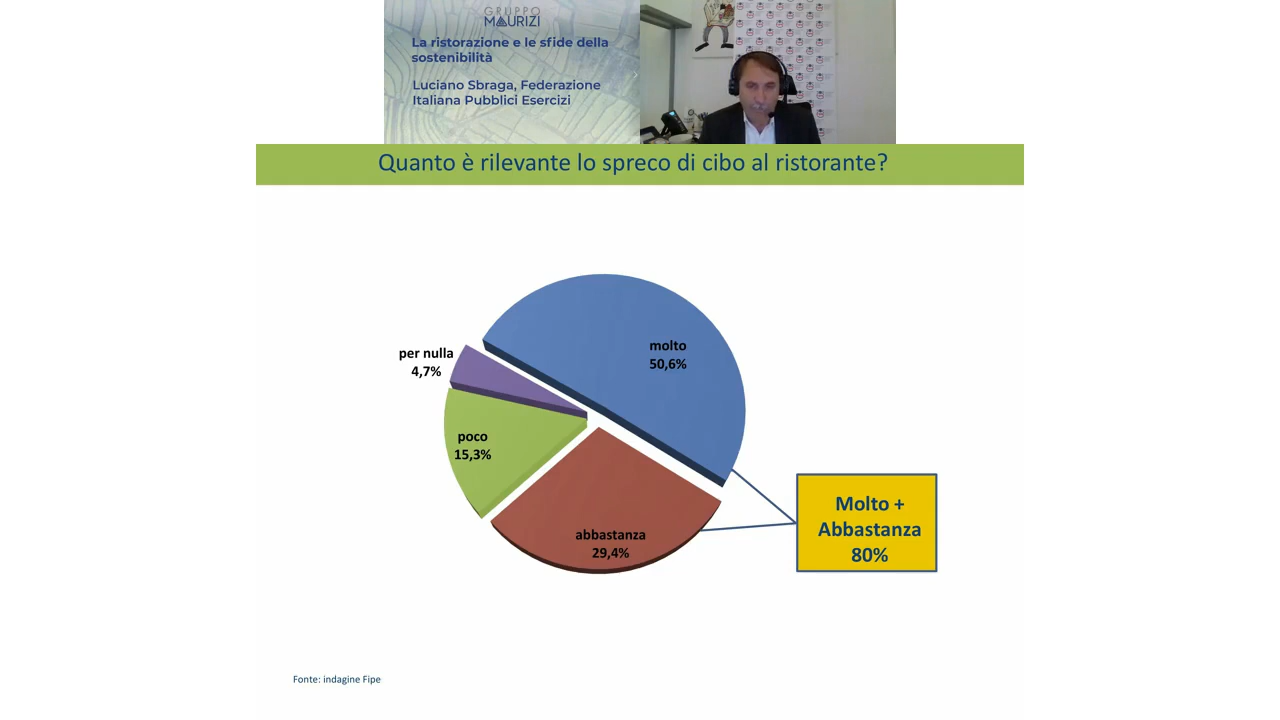 GRUPPO
MAURIZI
La ristorazione e le sfide della
sostenibilità
Luciano Sbraga, Federazione
Italiana Pubblici Esercizi
Quanto è rilevante lo spreco di cibo al ristorante?
molto
50,6%
per nulla
4,7%
poco
15,3%
abbastanza
29,4%
Molto +
Abbastanza
80%
Fonte: indagine Fipe